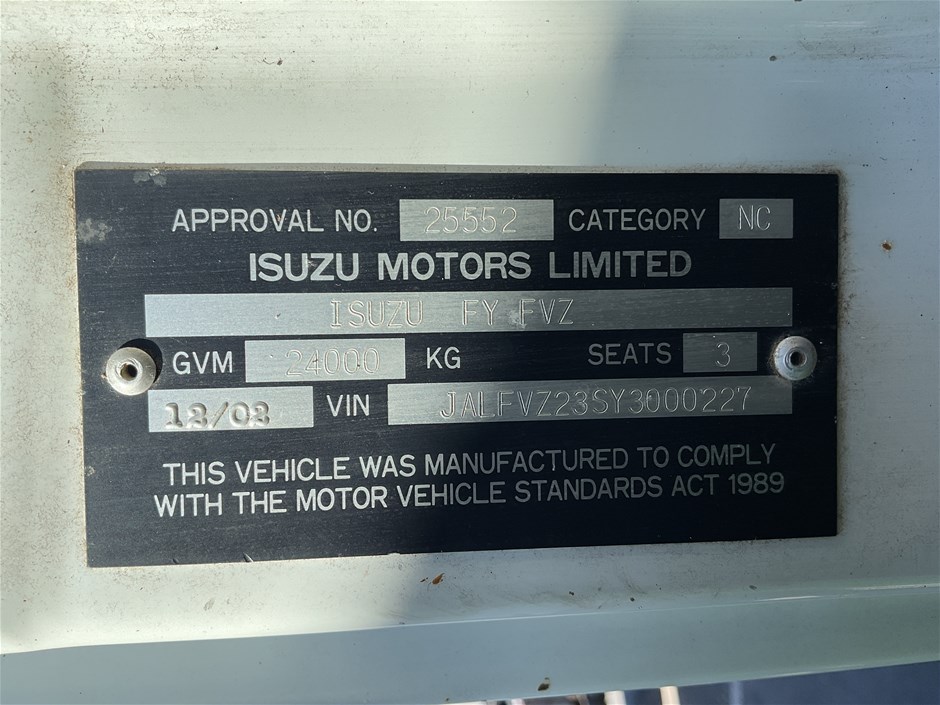 APPROVAL NO. 25552 CATEGORY NC
ISUZU MOTORS LIMITED
ISUZU FY FVZ
GVM 24000 KG SEATS 3
12/02 VIN JALFVZ23SY3000227
THIS VEHICLE WAS MANUFACTURED TO COMPLY
WITH THE MOTOR VEHICLE STANDARDS ACT 1989